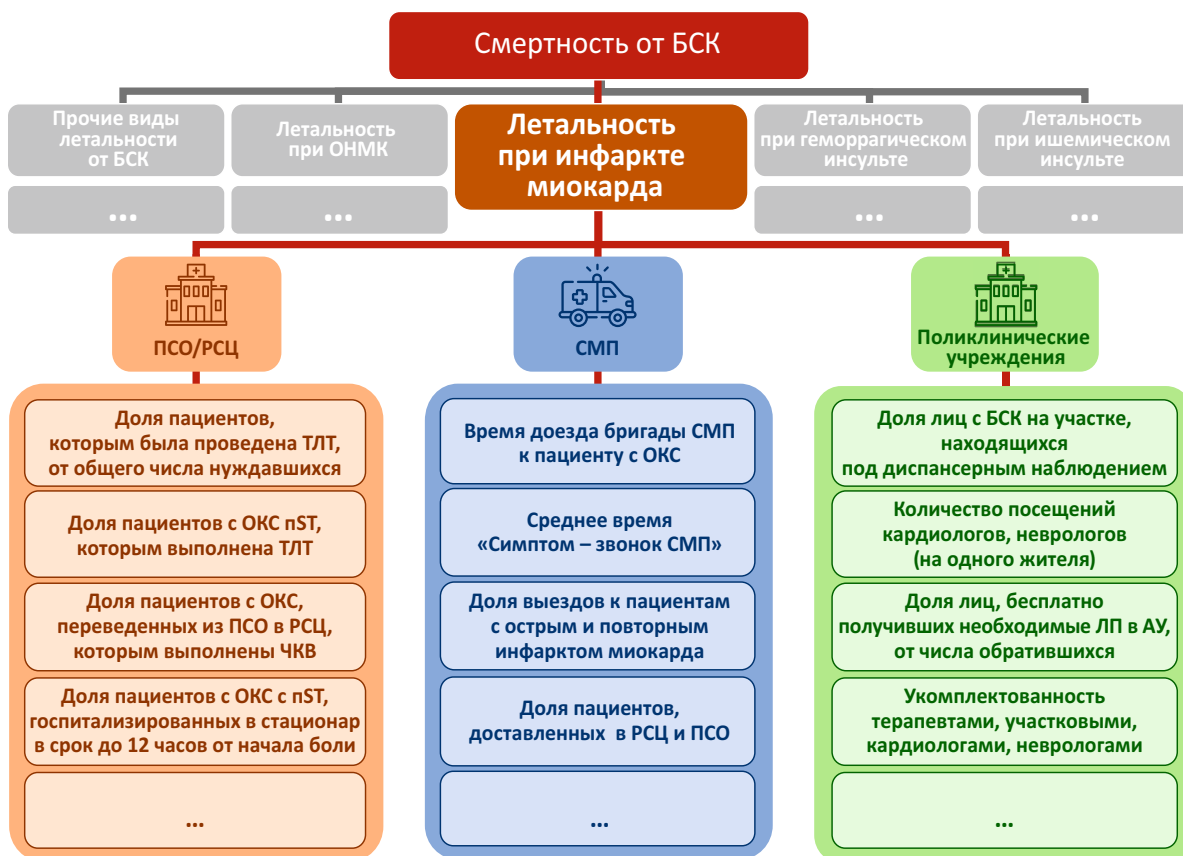 Смертность от БСК
Прочие виды
летальности
от БСК
...
Летальность
при ОНМК
...
Летальность
при инфаркте
миокарда
Летальность
при геморрагическом
инсульте
...
Летальность
при ишемическом
инсульте
...
ПСО/РСЦ
Доля пациентов,
которым была проведена ТЛТ,
от общего числа нуждавшихся
Доля пациентов с ОКС пST,
которым выполнена ТЛТ
Доля пациентов с ОКС,
переведенных из ПСО в РСЦ,
которым выполнены ЧКВ
Доля пациентов с ОКС с пST,
госпитализированных в стационар
в срок до 12 часов от начала боли
...
СМП
Время доезда бригады СМП
к пациенту с ОКС
Среднее время
«Симптом – звонок СМП»
Доля выездов к пациентам
с острым и повторным
инфарктом миокарда
Доля пациентов,
доставленных в РСЦ и ПСО
...
Поликлинические
учреждения
Доля лиц с БСК на участке,
находящихся
под диспансерным наблюдением
Количество посещений
кардиологов, неврологов
(на одного жителя)
Доля лиц, бесплатно
получивших необходимые ЛП в АУ,
от числа обратившихся
Укомплектованность
терапевтами, участковыми,
кардиологами, неврологами
...